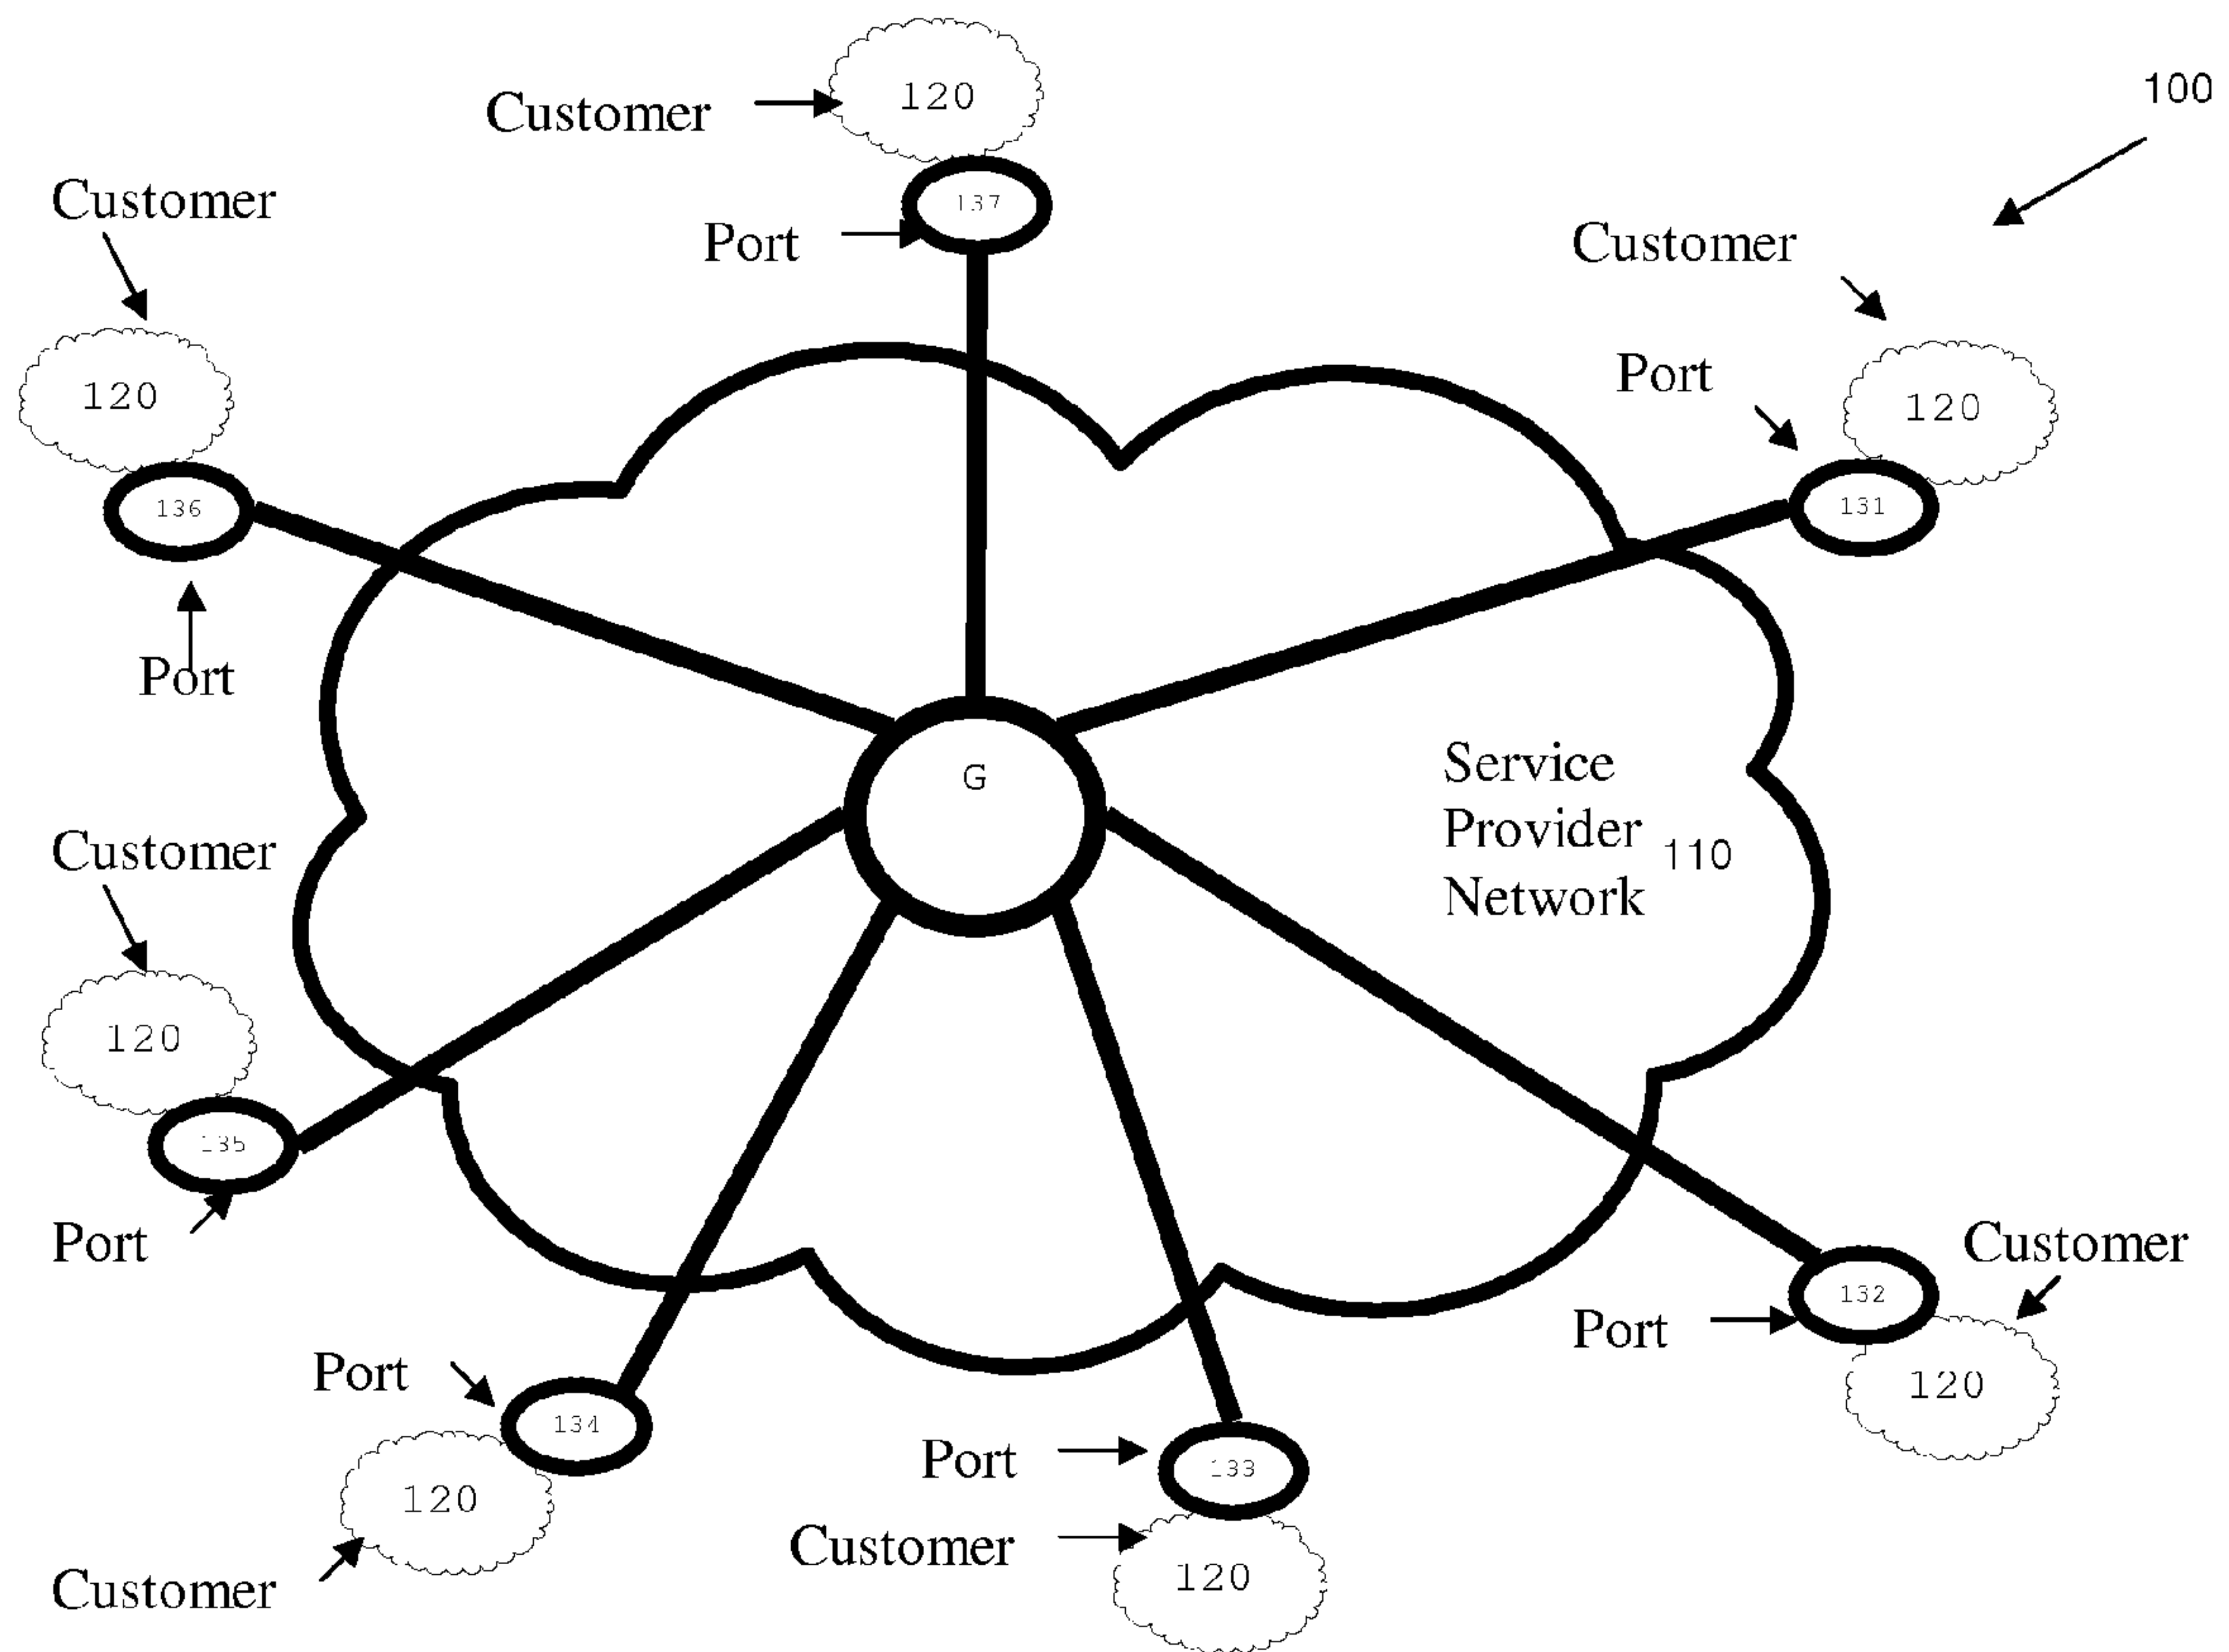 120
100
Customer
137
Customer
Port
Customer
Port
120
120
136
131
Port
G
Service
Provider
110
Network
Customer
120
135
Port
Customer
132
Port
Port
120
134
Port
133
120
Customer
120
Customer